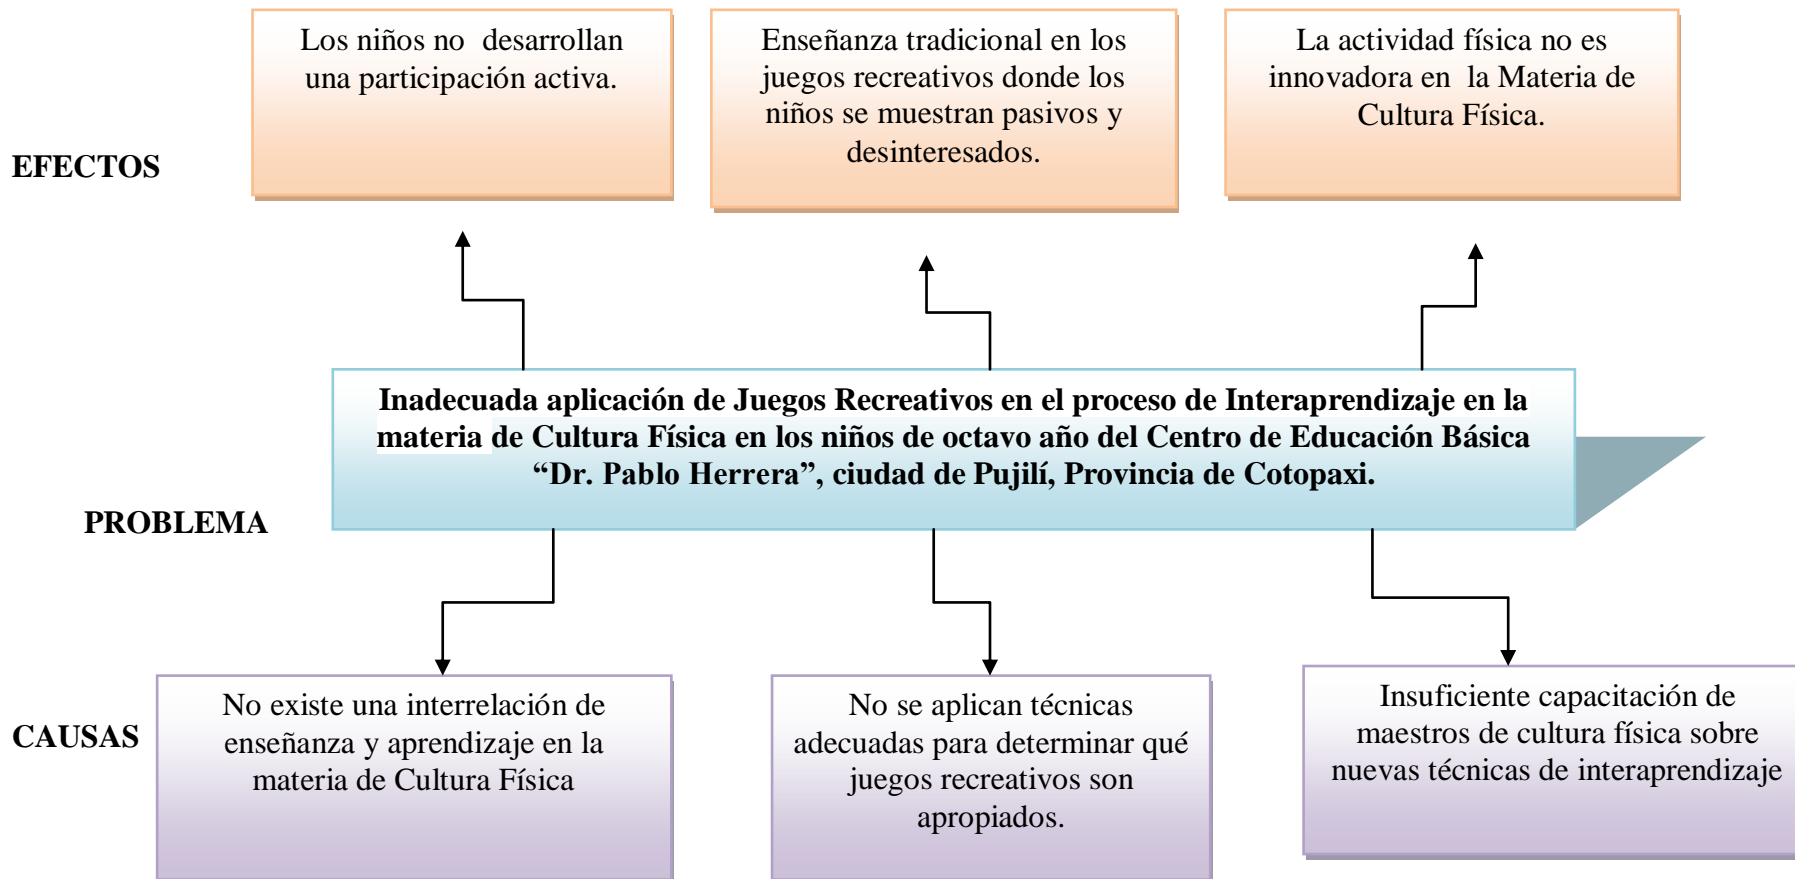 Los niños no desarrollan
una participación activa.
Enseñanza tradicional en los
juegos recreativos donde los
niños se muestran pasivos y
desinteresados.
La actividad física no es
innovadora en la Materia de
Cultura Física.
EFECTOS
Inadecuada aplicación de Juegos Recreativos en el proceso de Interaprendizaje en la
materia de Cultura Física en los niños de octavo año del Centro de Educación Básica
“Dr. Pablo Herrera”, ciudad de Pujilí, Provincia de Cotopaxi.
PROBLEMA
CAUSAS
No existe una interrelación de
enseñanza y aprendizaje en la
materia de Cultura Física
No se aplican técnicas
adecuadas para determinar qué
juegos recreativos son
apropiados.
Insuficiente capacitación de
maestros de cultura física sobre
nuevas técnicas de interaprendizaje